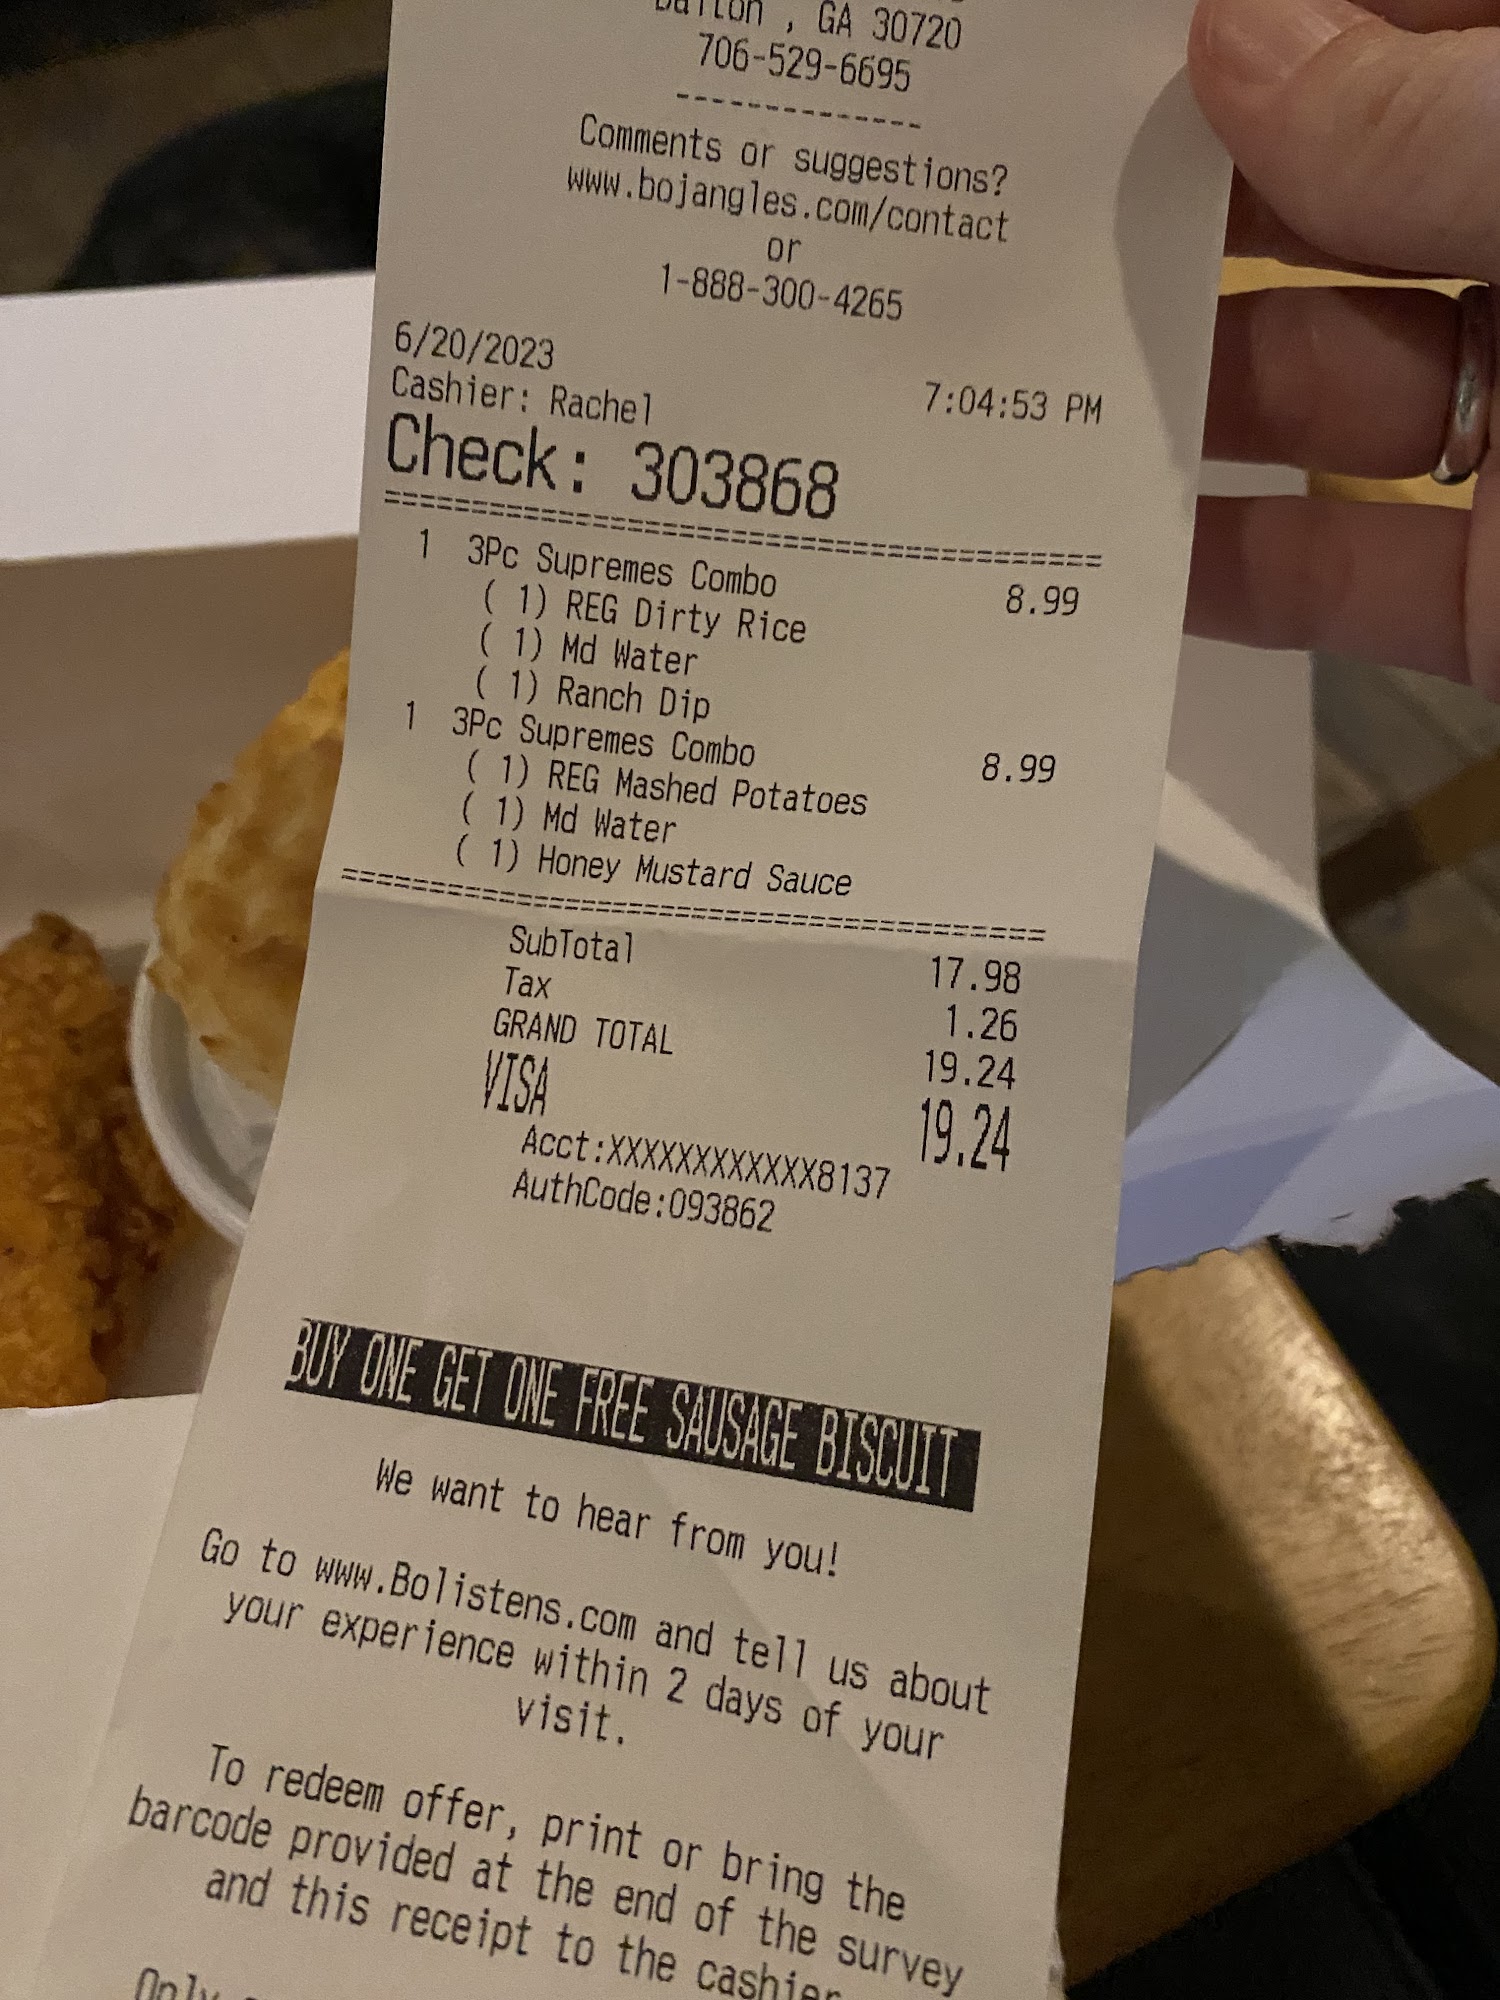 Dalton , GA 30720
706-529-6695
--------------
Comments or suggestions?
www.bojangles.com/contact
or
1-888-300-4265
6/20/2023 7:04:53 PM
Cashier: Rachel
Check: 303868
==========================================
1 3Pc Supremes Combo 8.99
( 1) REG Dirty Rice
( 1) Md Water
( 1) Ranch Dip
1 3Pc Supremes Combo 8.99
( 1) REG Mashed Potatoes
( 1) Md Water
( 1) Honey Mustard Sauce
==========================================
SubTotal 17.98
Tax 1.26
GRAND TOTAL 19.24
VISA 19.24
Acct:XXXXXXXXXXXX8137
AuthCode:093862
BUY ONE GET ONE FREE SAUSAGE BISCUIT
We want to hear from you!
Go to www.Bolistens.com and tell us about
your experience within 2 days of your
visit.
To redeem offer, print or bring the
barcode provided at the end of the survey
and this receipt to the cashier
Only